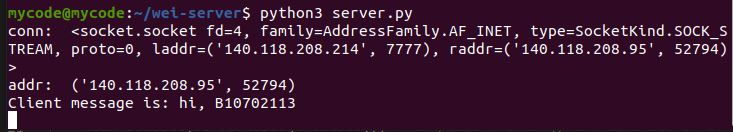 mycode@mycode:~/wei-server$ python3 server.py
conn:  <socket.socket fd=4, family=AddressFamily.AF_INET, type=SocketKind.SOCK_S
TREAM, proto=0, laddr=('140.118.208.214', 7777), raddr=('140.118.208.95', 52794)
>
addr:  ('140.118.208.95', 52794)
Client message is: hi, B10702113